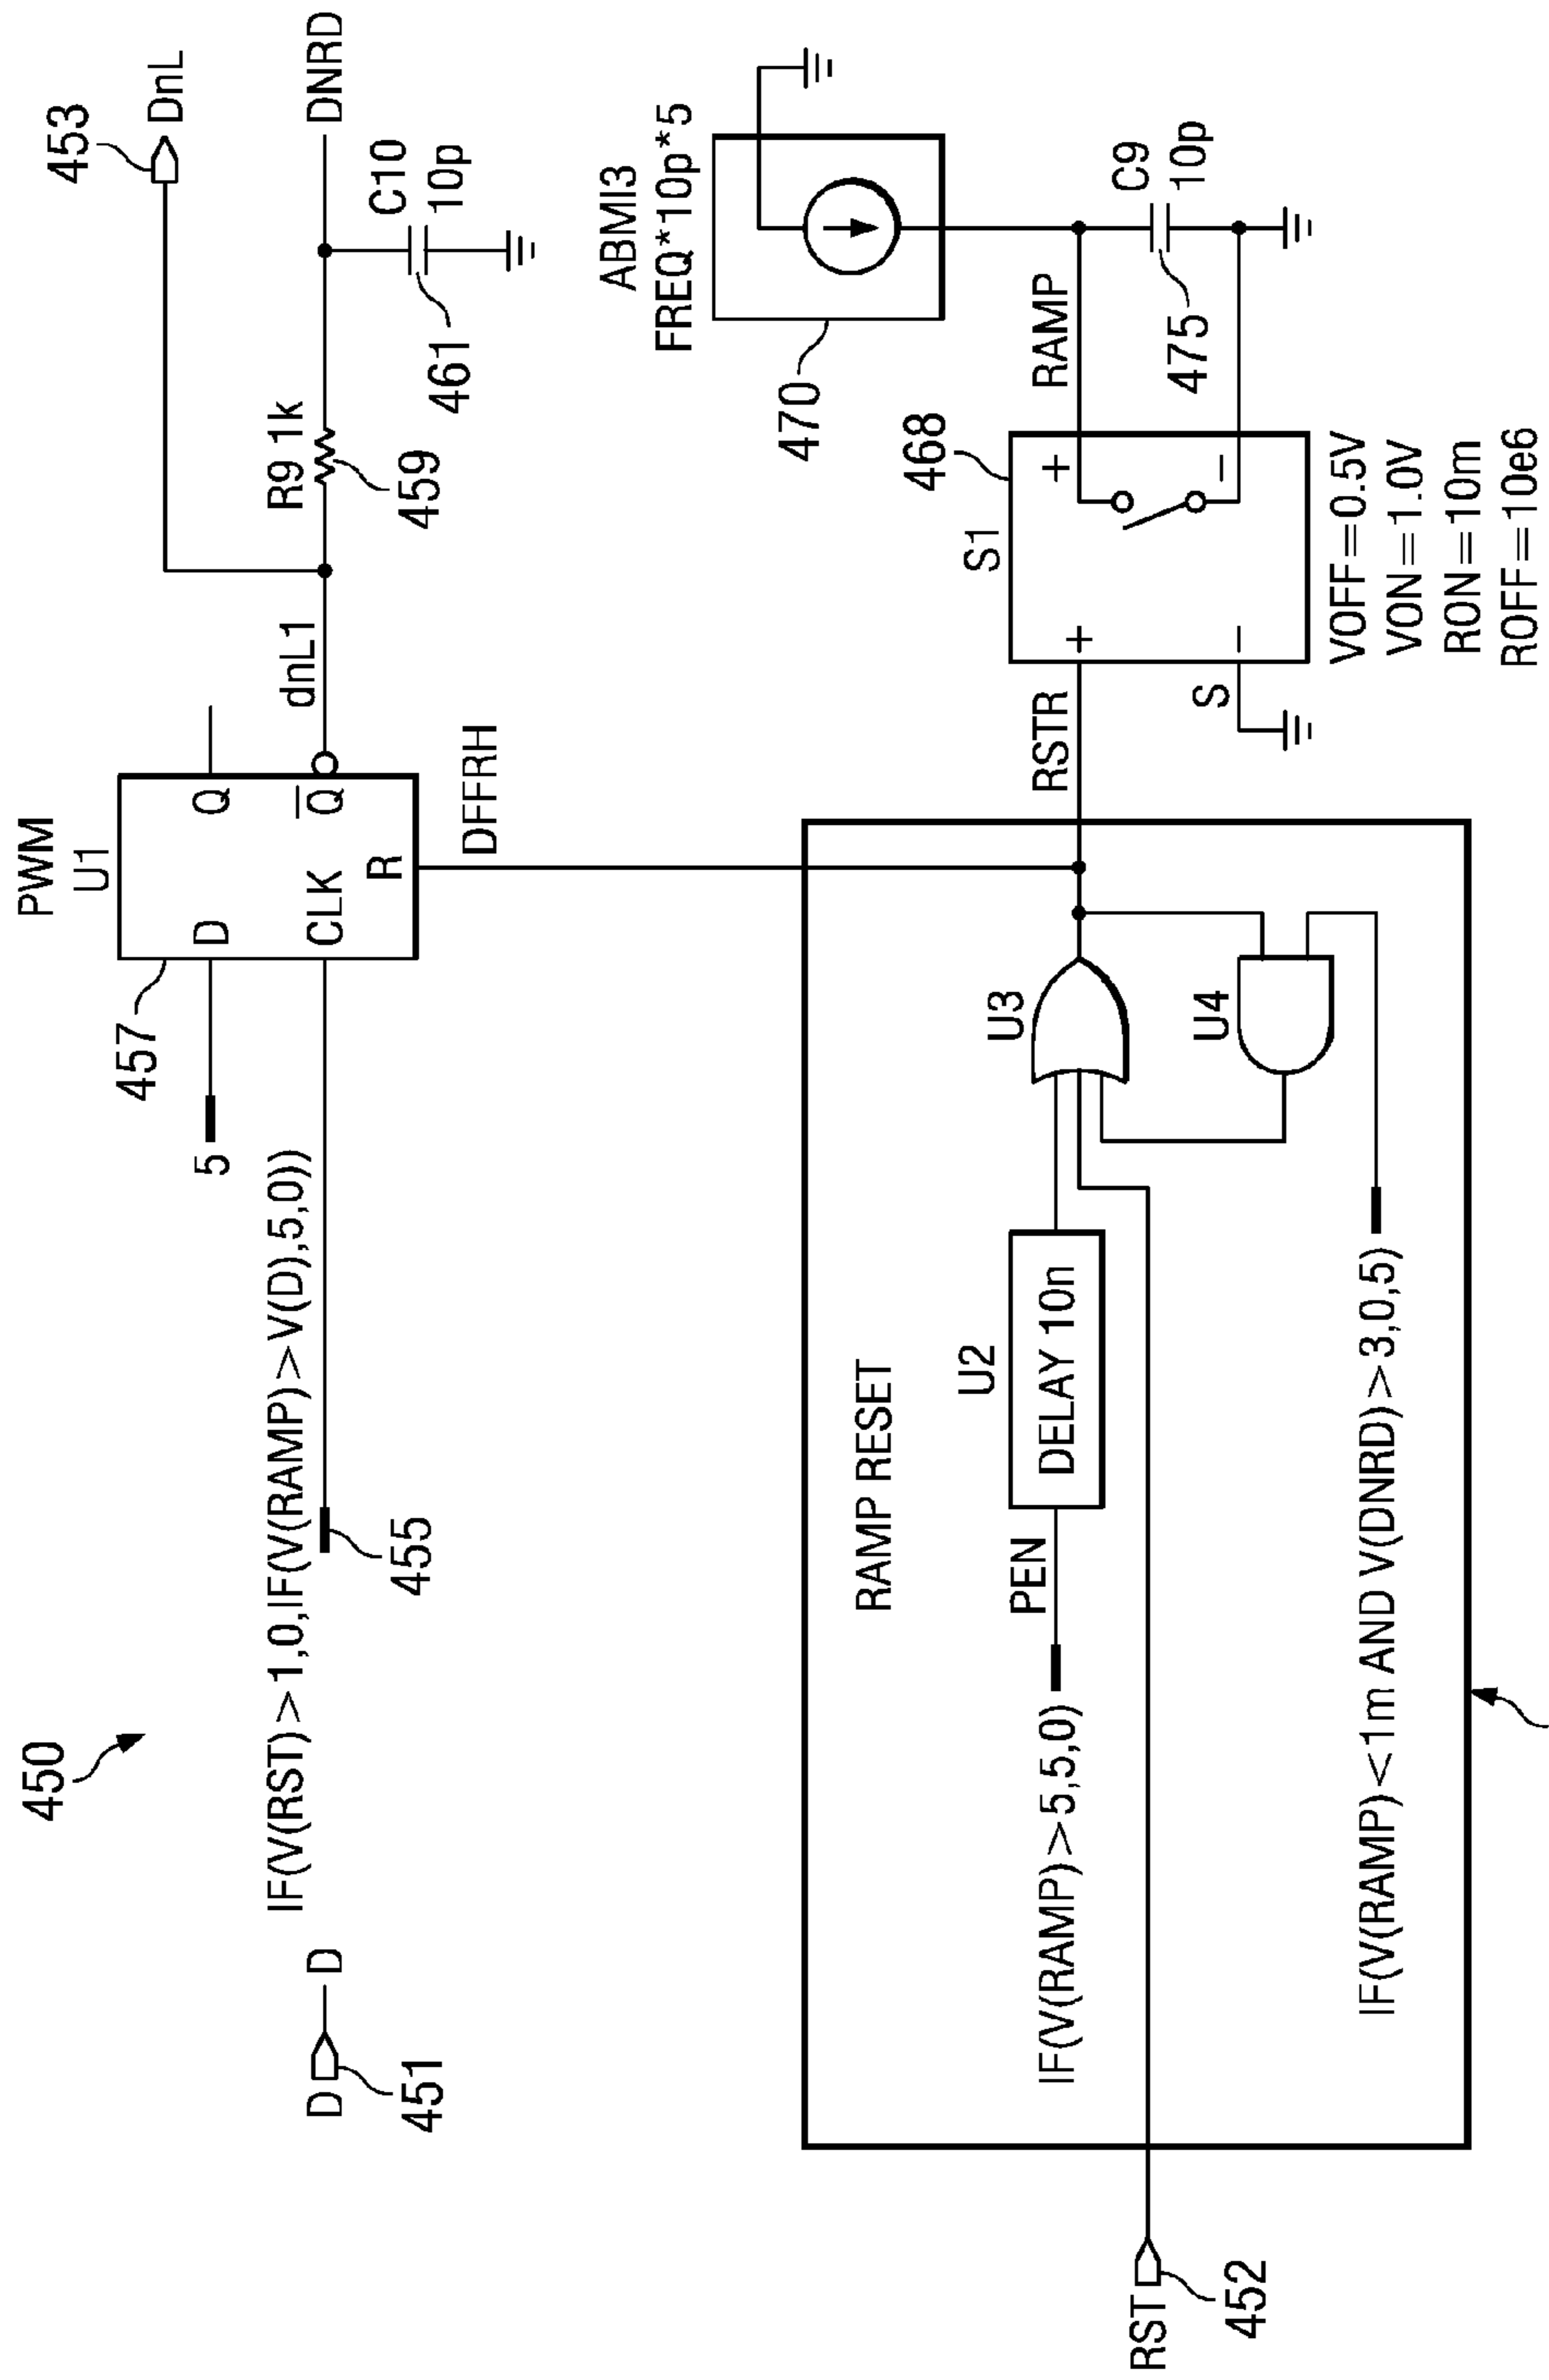 450
PWM
U1
457
D
Q
CLK
Q
R
5
453
DnL
dnL1
R9 1k
459
DNRD
C10
10p
461
D
D
451
IF(V(RST)>1,0,IF(V(RAMP)>V(D),5,0))
455
DFFRH
ABMI3
FREQ*10p*5
470
RAMP RESET
U2
DELAY 10n
PEN
IF(V(RAMP)>5,5,0)
U3
U4
IF(V(RAMP)<1m AND V(DNRD)>3,0,5)
RST
452
RSTR
S1
468
+
+
−
−
S
RAMP
C9
10p
475
VOFF=0.5V
VON=1.0V
RON=10m
ROFF=10e6